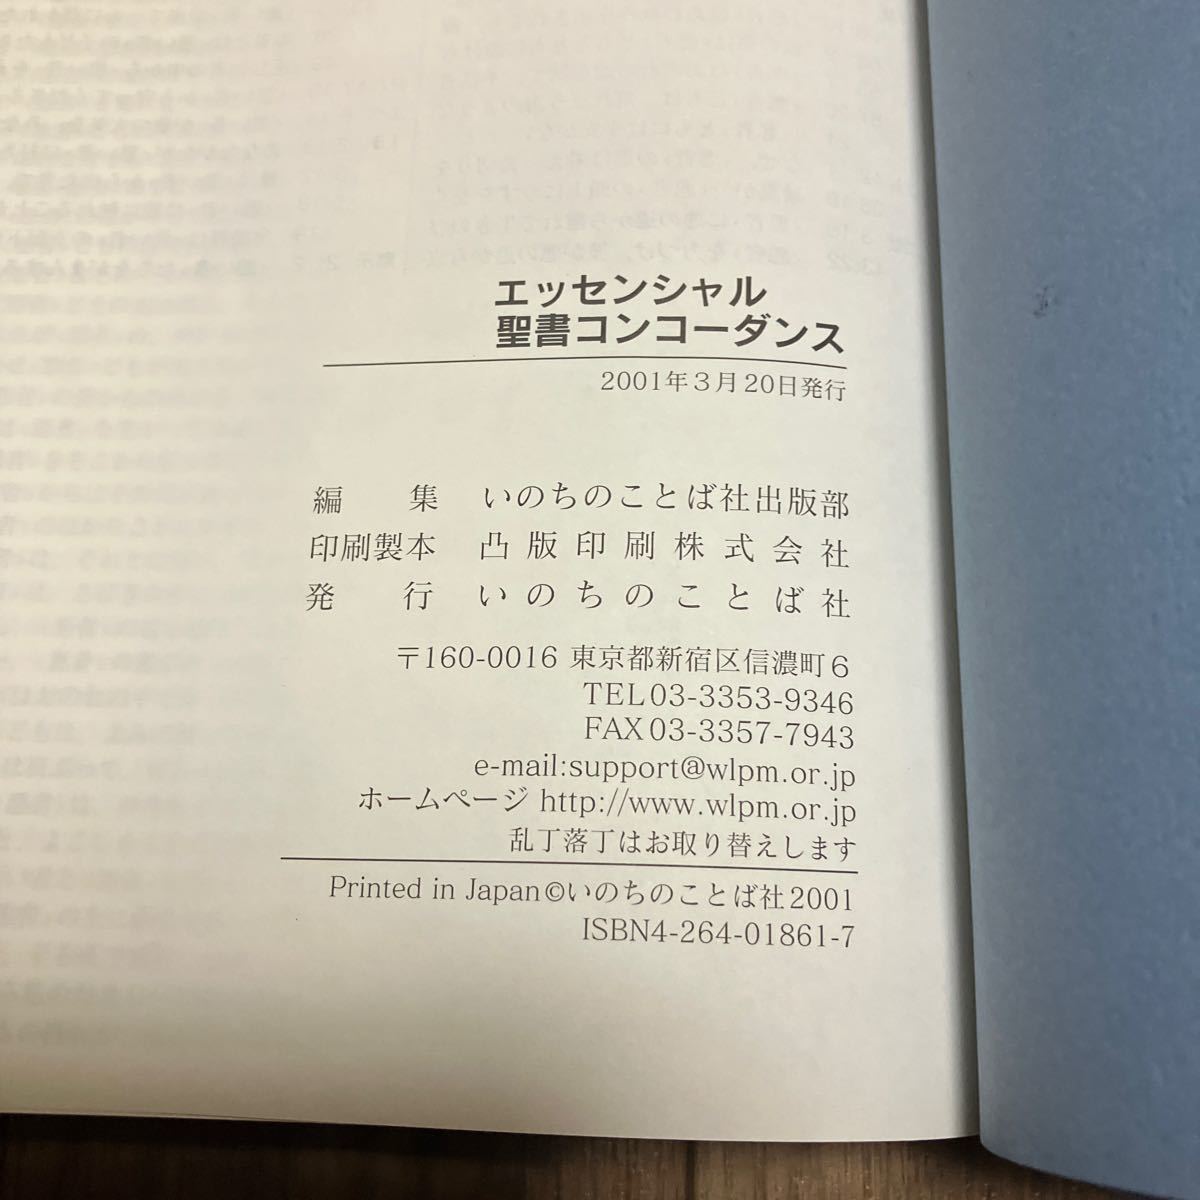 エッセンシャル
聖書コンコーダンス
2001年3月20日発行
編 集 いのちのことば社出版部
印刷製本 凸版印刷株式会社
発 行 いのちのことば社
〒160-0016 東京都新宿区信濃町6
TEL03-3353-9346
FAX03-3357-7943
e-mail:support@wlpm.or.jp
ホームページ http://www.wlpm.or.jp
乱丁落丁はお取り替えします
Printed in Japan©いのちのことば社2001
ISBN4-264-01861-7